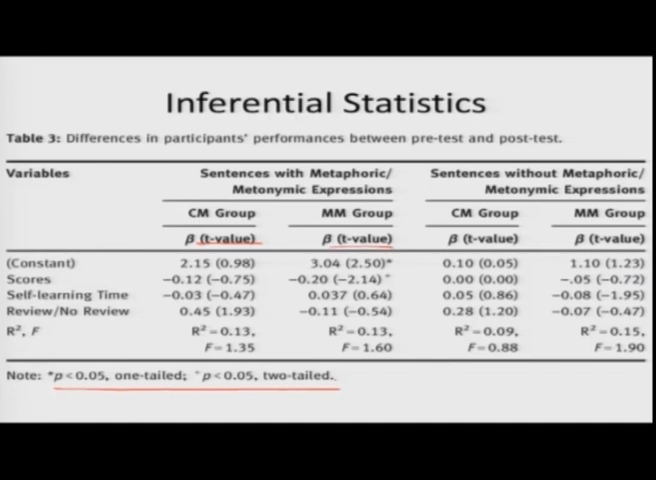 Inferential Statistics
Table 3: Differences in participants' performances between pre-test and post-test.
Variables Sentences with Metaphoric/ Sentences without Metaphoric/
Metonymic Expressions Metonymic Expressions
CM Group MM Group CM Group MM Group
β (t-value) β (t-value) β (t-value) β (t-value)
(Constant) 2.15 (0.98) 3.04 (2.50)* 0.10 (0.05) 1.10 (1.23)
Scores −0.12 (−0.75) −0.20 (−2.14)⁺ 0.00 (0.00) −.05 (−0.72)
Self-learning Time −0.03 (−0.47) 0.037 (0.64) 0.05 (0.86) −0.08 (−1.95)
Review/No Review 0.45 (1.93) −0.11 (−0.54) 0.28 (1.20) −0.07 (−0.47)
R², F R²=0.13, R²=0.13, R²=0.09, R²=0.15,
F=1.35 F=1.60 F=0.88 F=1.90
Note: *p<0.05, one-tailed; ⁺p<0.05, two-tailed.